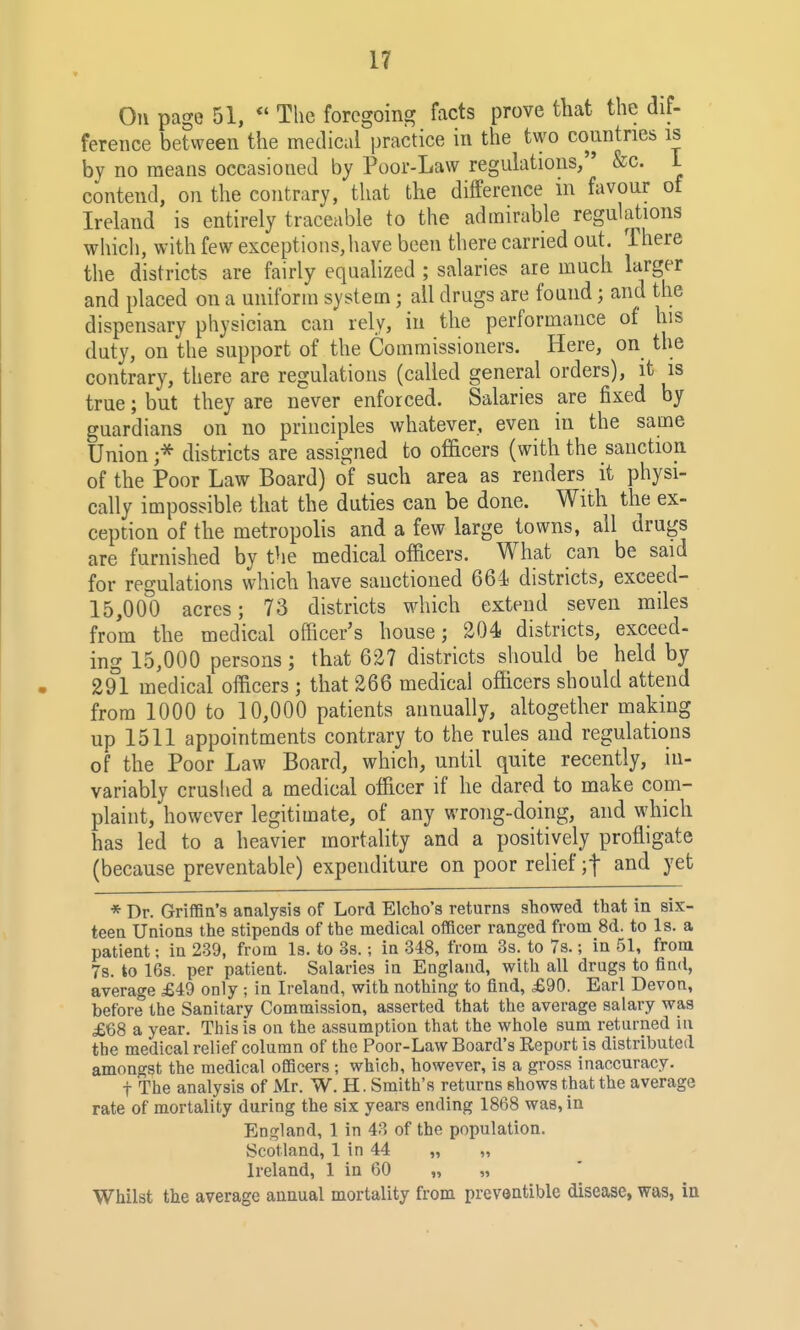 17
On page 51, “ The foregoing facts prove that the dif-
ference between the medical practice in the two countries is
by no means occasioned by Poor-Law regulations,” &c. I
contend, on the contrary, that the difference in favour of
Ireland is entirely traceable to the admirable regulations
which, with few exceptions, have been there carried out. There
the districts are fairly equalized ; salaries are much larger
and placed on a uniform system ; all drugs are found ; and the
dispensary physician can rely, in the performance of his
duty, on the support of the Commissioners. Here, on the
contrary, there are regulations (called general orders), it is
true ; but they are never enforced. Salaries are fixed by
guardians on no principles whatever, even in the same
Union ;* districts are assigned to officers (with the sanction
of the Poor Law Board) of such area as renders it physi-
cally impossible that the duties can be done. With the ex-
ception of the metropolis and a few large towns, all drugs
are furnished by the medical officers. What can be said
for regulations which have sanctioned 664 districts, exceed-
15,000 acres ; 73 districts which extend seven miles
from the medical officer's house ; 204 districts, exceed-
ing 15,000 persons ; that 627 districts should be held by
291 medical officers ; that 266 medical officers should attend
from 1000 to 10,000 patients annually, altogether making
up 1511 appointments contrary to the rules and regulations
of the Poor Law Board, which, until quite recently, in-
variably crushed a medical officer if he dared to make com-
plaint, however legitimate, of any wrong-doing, and which
has led to a heavier mortality and a positively profligate
(because preventable) expenditure on poor relief ;† and yet
* Dr. Griffin's analysis of Lord Elcho's returns showed that in six-
teen Unions the stipends of the medical officer ranged from 8d. to 1s. a
patient ; in 239, from 1s. to 3s. ; in 348, from 3s. to 7s. ; in 51, from
7s. to 16s. per patient. Salaries in England, with all drugs to find,
average £49 only ; in Ireland, with nothing to find, £90. Earl Devon,
before the Sanitary Commission, asserted that the average salary was
£68 a year. This is on the assumption that the whole sum returned in
the medical relief column of the Poor-Law Board's Report is distributed
amongst the medical officers ; which, however, is a gross inaccuracy.
† The analysis of Mr. W. H. Smith's returns shows that the average
rate of mortality during the six years ending 1868 was, in
England, 1 in 43 of the population.
Scotland, 1 in 44 „ „
Ireland, 1 in 60 „ „
Whilst the average annual mortality from preventible disease, was, in